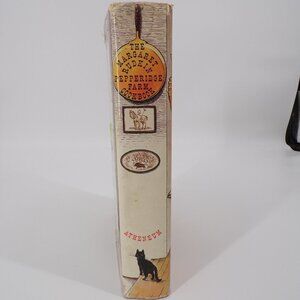 THE
MARGARET
RUDKIN
PEPPERIDGE
FARM
COOKBOOK
ATHENEUM